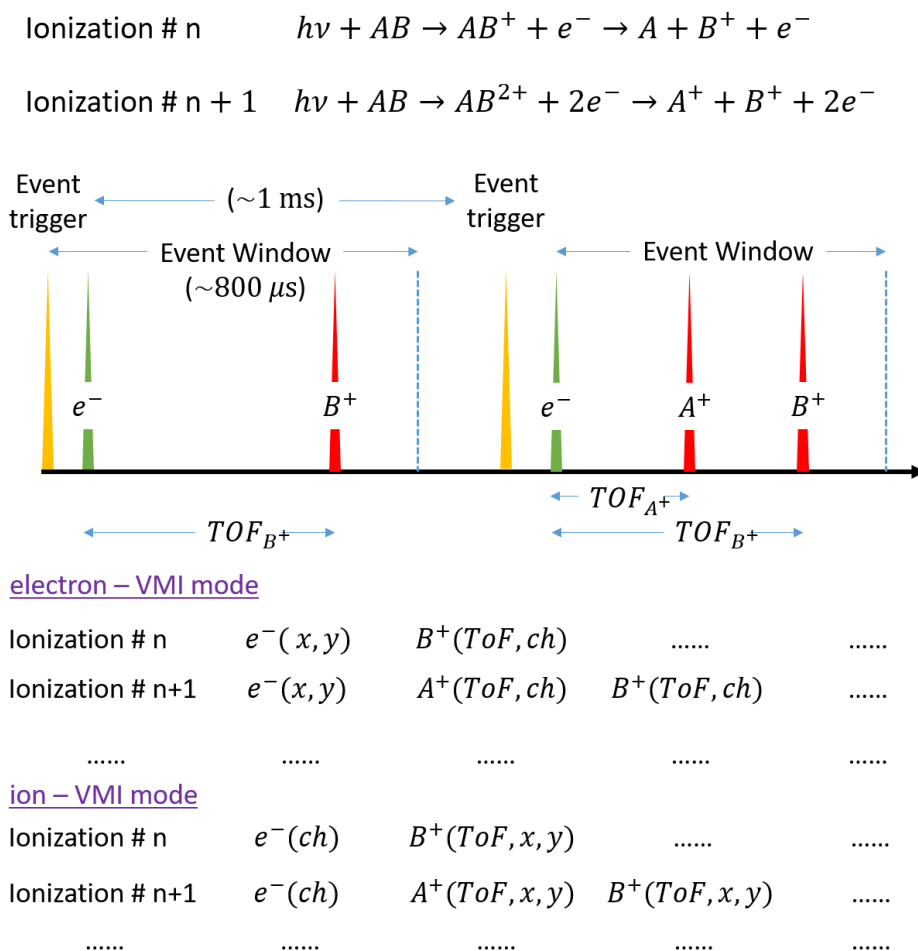 Ionization # n hν + AB → AB⁺ + e⁻ → A + B⁺ + e⁻
Ionization # n + 1 hν + AB → AB²⁺ + 2e⁻ → A⁺ + B⁺ + 2e⁻
Event trigger
(~1 ms)
Event trigger
Event Window
(~800 μs)
Event Window
e⁻ B⁺ e⁻ A⁺ B⁺
TOF_A⁺
TOF_B⁺ TOF_B⁺
electron – VMI mode
Ionization # n e⁻( x, y) B⁺(ToF, ch) ...... ......
Ionization # n+1 e⁻(x, y) A⁺(ToF, ch) B⁺(ToF, ch) ......
...... ...... ...... ...... ......
ion – VMI mode
Ionization # n e⁻(ch) B⁺(ToF, x, y) ...... ......
Ionization # n+1 e⁻(ch) A⁺(ToF, x, y) B⁺(ToF, x, y) ......
...... ...... ...... ...... ......